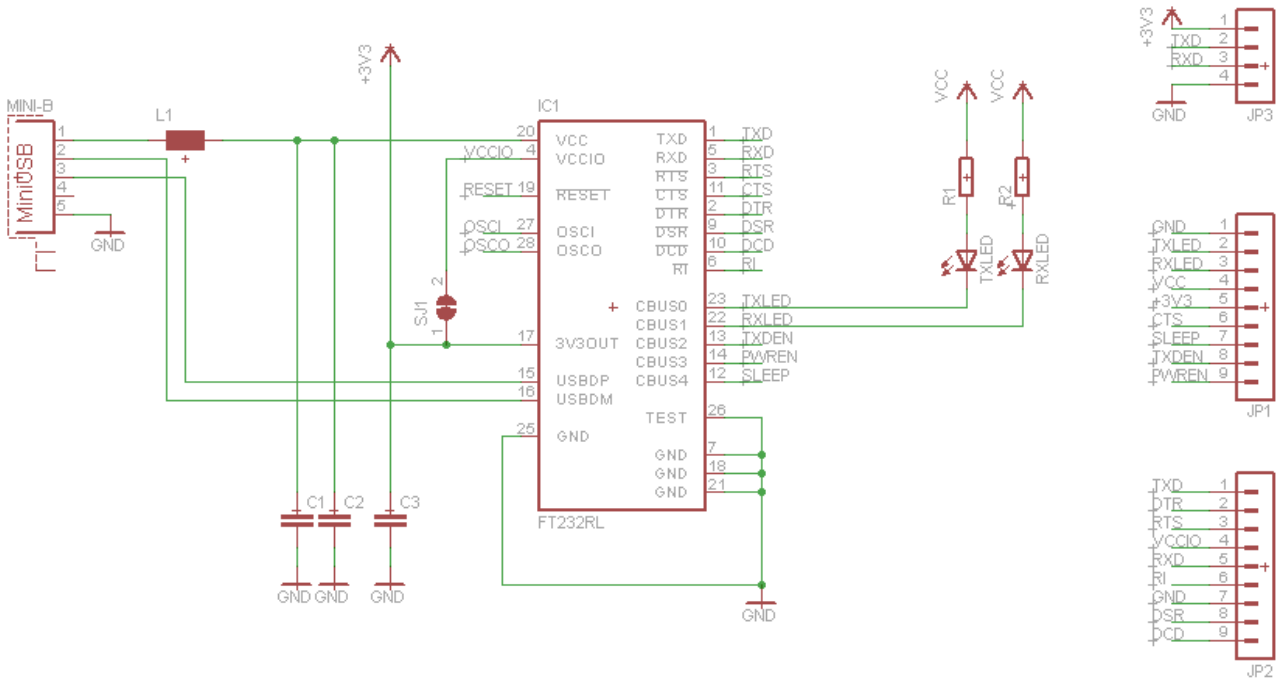 MINI-B
MiniUSB
1
2
3
4
5
GND
L1
+3V3
VCCIO
RESET
OSCI
OSCO
SJ1
2
1
C1
C2
C3
GND
GND
GND
IC1
20 VCC
4 VCCIO
19 RESET
27 OSCI
28 OSCO
17 3V3OUT
15 USBDP
16 USBDM
25 GND
TXD 1 TXD
RXD 5 RXD
RTS 3 RTS
CTS 11 CTS
DTR 2 DTR
DSR 9 DSR
DCD 10 DCD
RI 6 RI
CBUS0 23 TXLED
CBUS1 22 RXLED
CBUS2 13 TXDEN
CBUS3 14 PWREN
CBUS4 12 SLEEP
TEST 26
GND 7
GND 18
GND 21
FT232RL
GND
VCC
VCC
R1
R2
TXLED
RXLED
+3V3
1
TXD 2
RXD 3
4
GND
JP3
GND 1
TXLED 2
RXLED 3
VCC 4
+3V3 5
CTS 6
SLEEP 7
TXDEN 8
PWREN 9
JP1
TXD 1
DTR 2
RTS 3
VCCIO 4
RXD 5
RI 6
GND 7
DSR 8
DCD 9
JP2